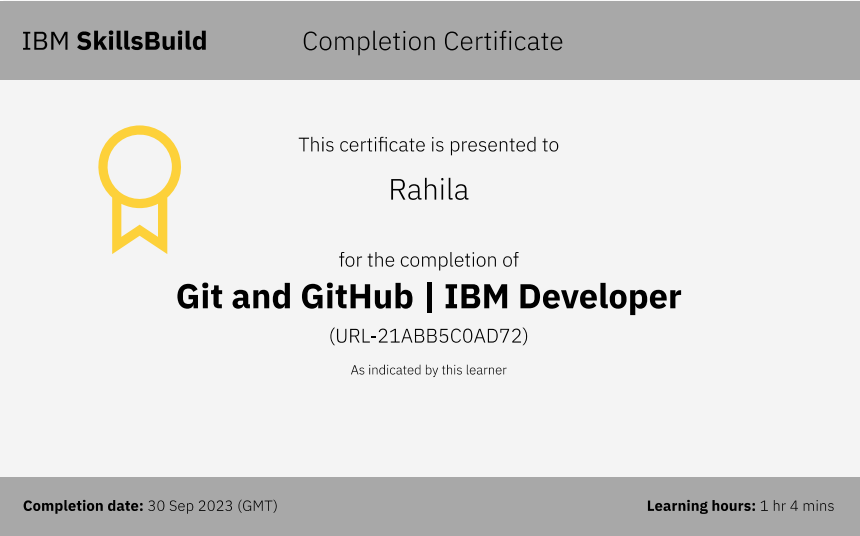 IBM SkillsBuild
Completion Certificate
This certificate is presented to
Rahila
for the completion of
Git and GitHub | IBM Developer
(URL-21ABB5C0AD72)
As indicated by this learner
Completion date: 30 Sep 2023 (GMT)
Learning hours: 1 hr 4 mins